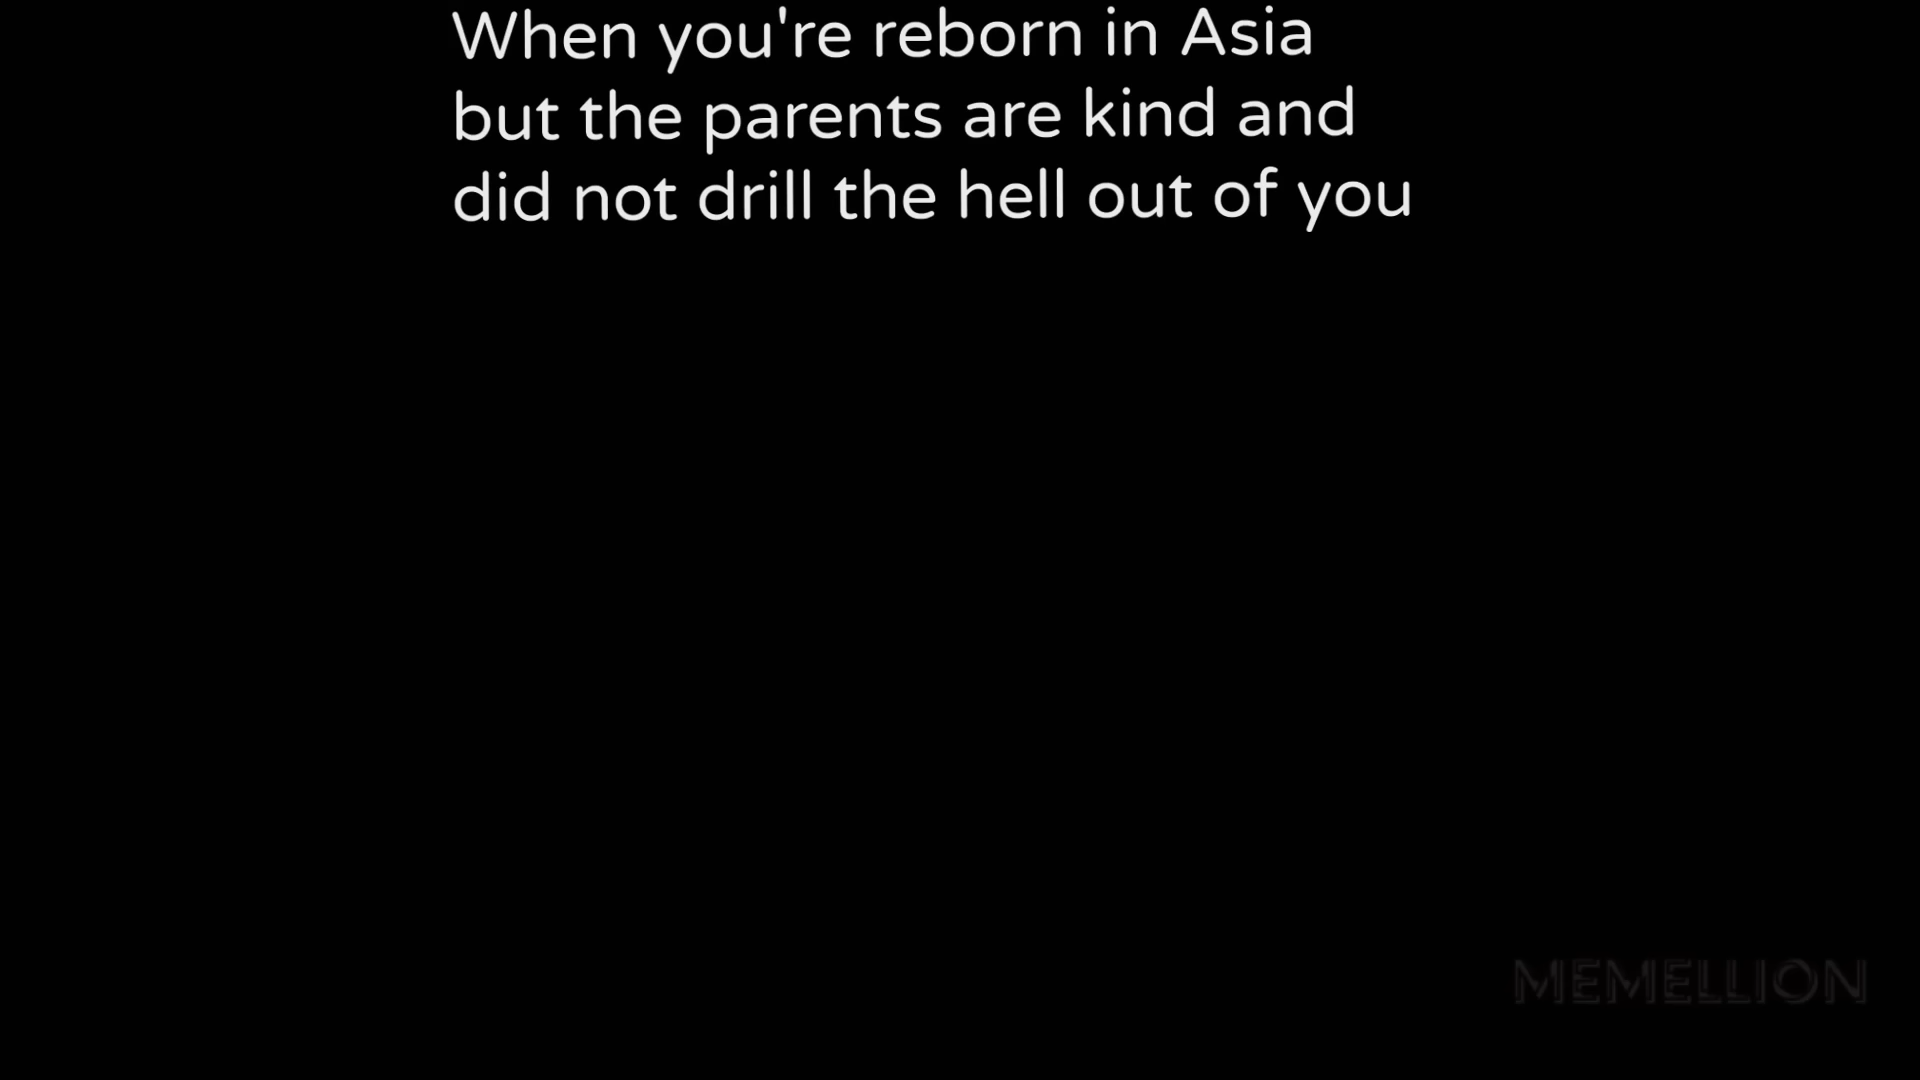 When you're reborn in Asia
but the parents are kind and
did not drill the hell out of you
MEMELLION